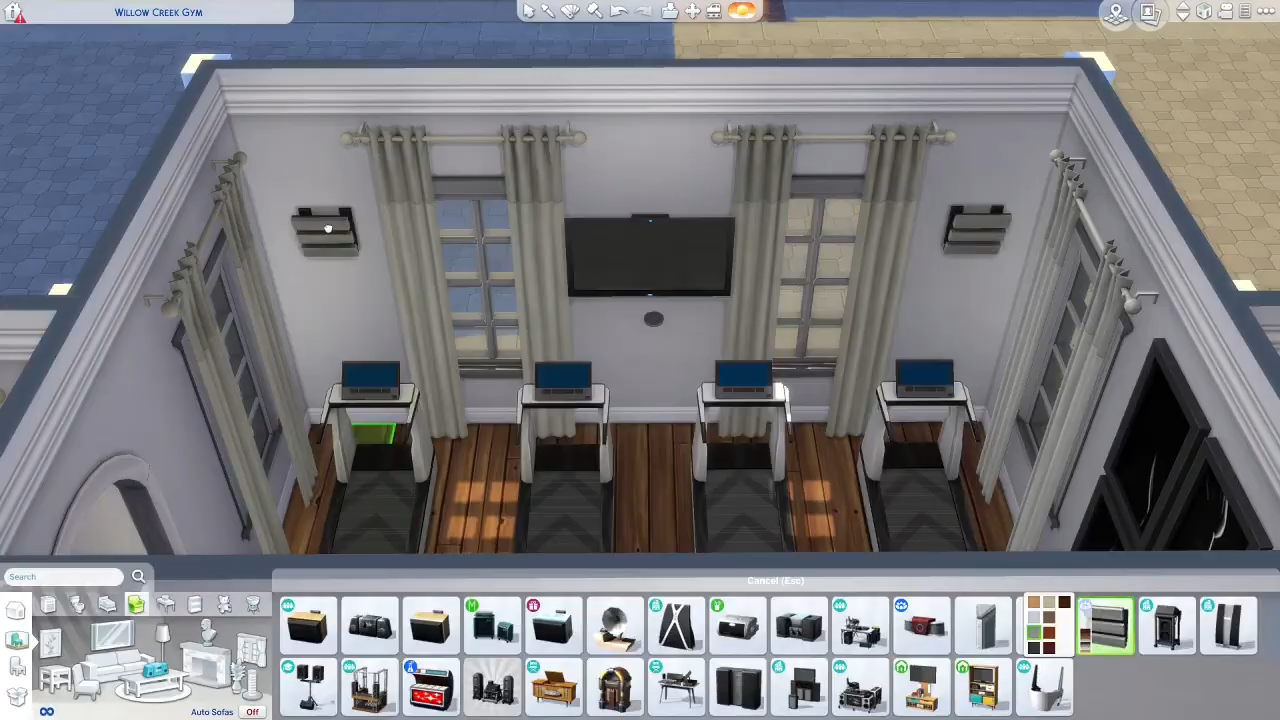 WILLOW CREEK GYM
Search
Cancel (Esc)
Auto Sofas
Off